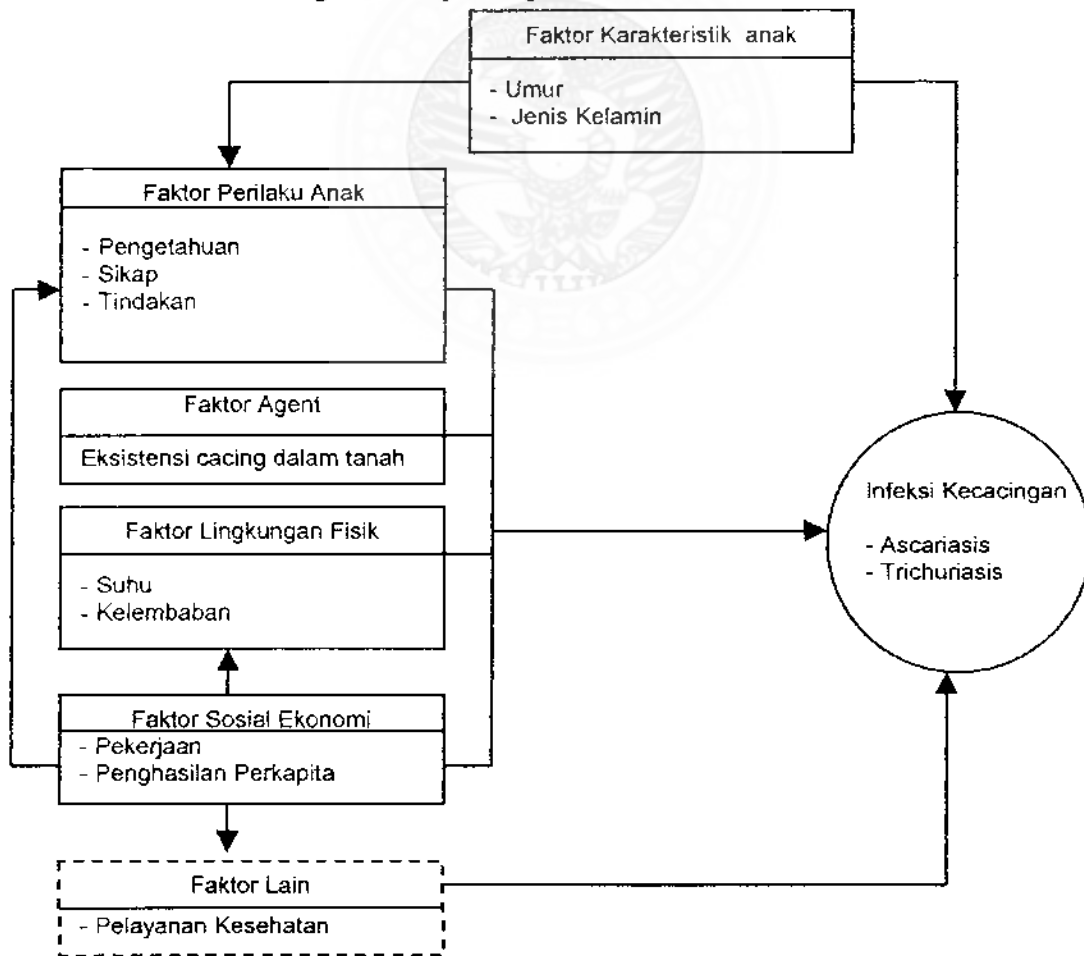 Faktor Karakteristik anak
- Umur
- Jenis Kelamin
Faktor Perilaku Anak
- Pengetahuan
- Sikap
- Tindakan
Faktor Agent
Eksistensi cacing dalam tanah
Faktor Lingkungan Fisik
- Suhu
- Kelembaban
Infeksi Kecacingan
- Ascariasis
- Trichuriasis
Faktor Sosial Ekonomi
- Pekerjaan
- Penghasilan Perkapita
Faktor Lain
- Pelayanan Kesehatan